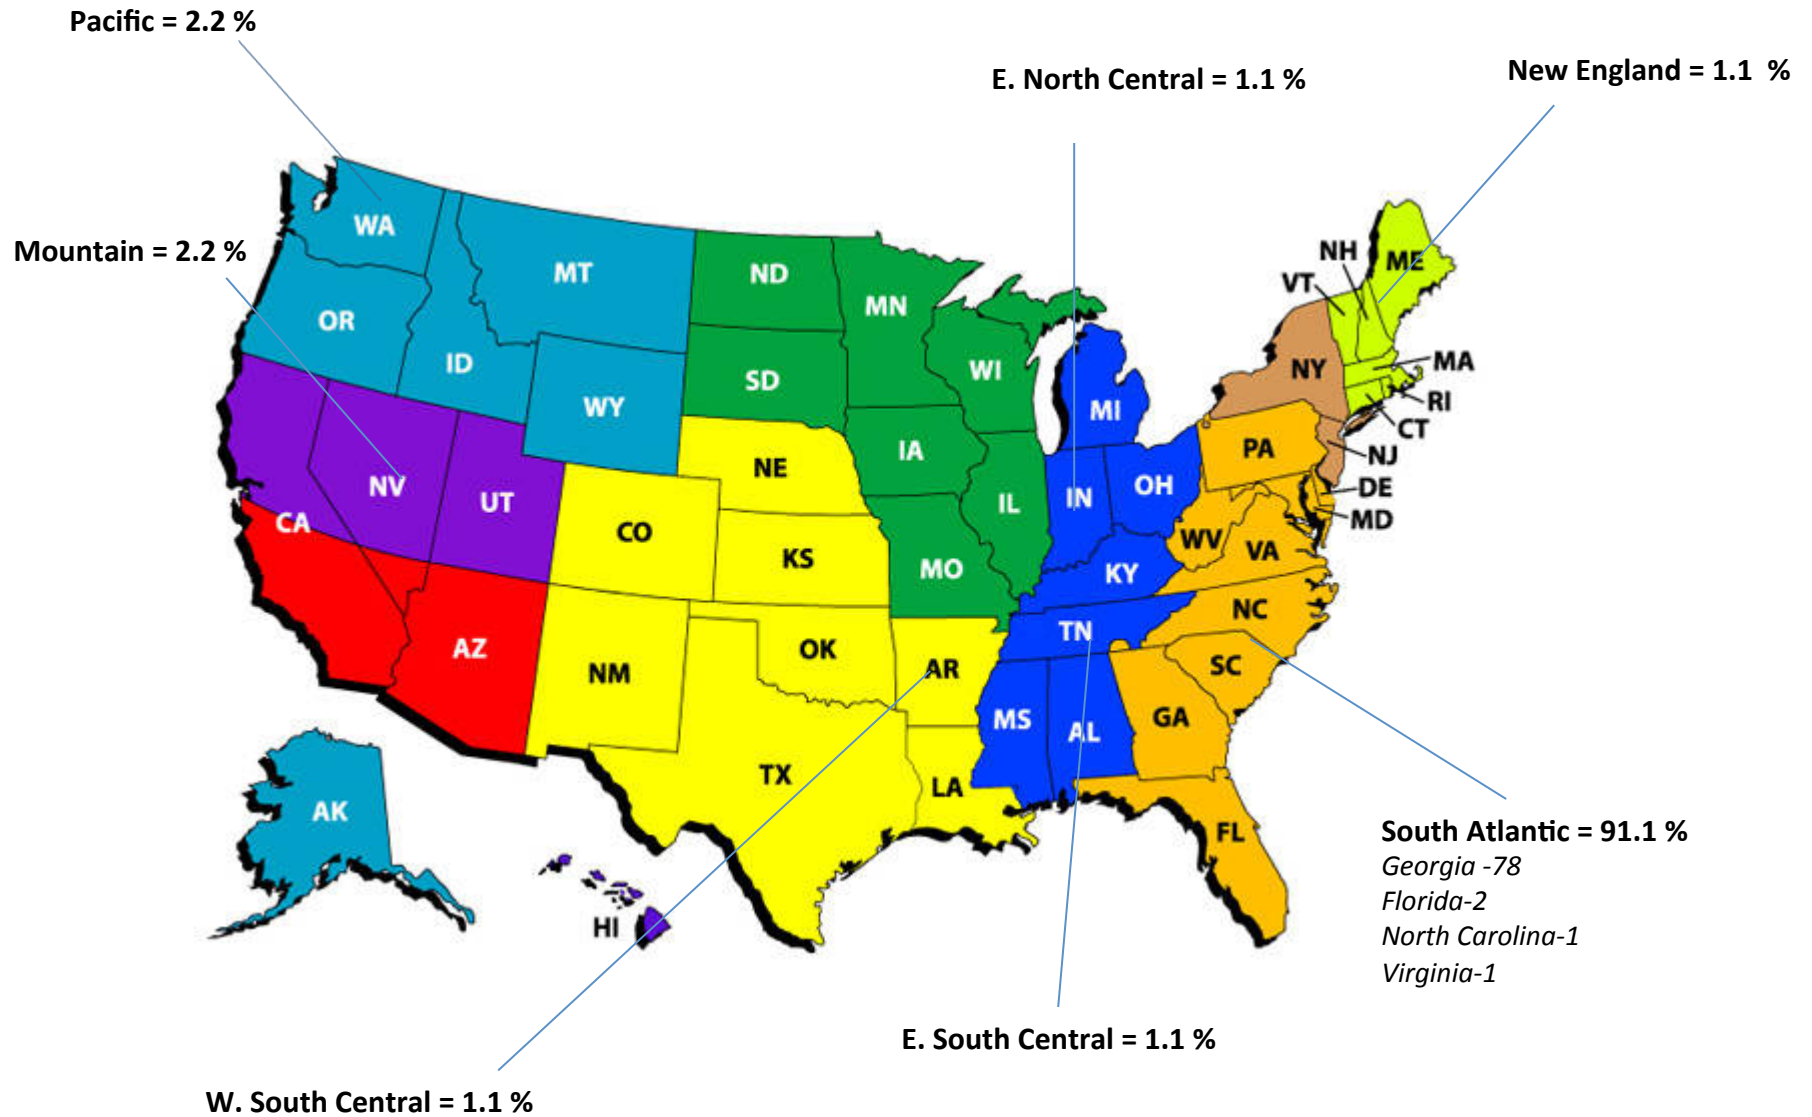 Pacific = 2.2 %
E. North Central = 1.1 %
New England = 1.1 %
Mountain = 2.2 %
WA
OR
ID
MT
WY
ND
SD
MN
WI
IA
IL
MO
MI
IN
OH
KY
TN
MS
AL
NH
VT
ME
NY
MA
RI
CT
NJ
PA
DE
MD
WV
VA
NC
SC
GA
FL
CA
NV
UT
AZ
NE
CO
KS
NM
OK
AR
TX
LA
AK
HI
South Atlantic = 91.1 %
Georgia -78
Florida-2
North Carolina-1
Virginia-1
E. South Central = 1.1 %
W. South Central = 1.1 %